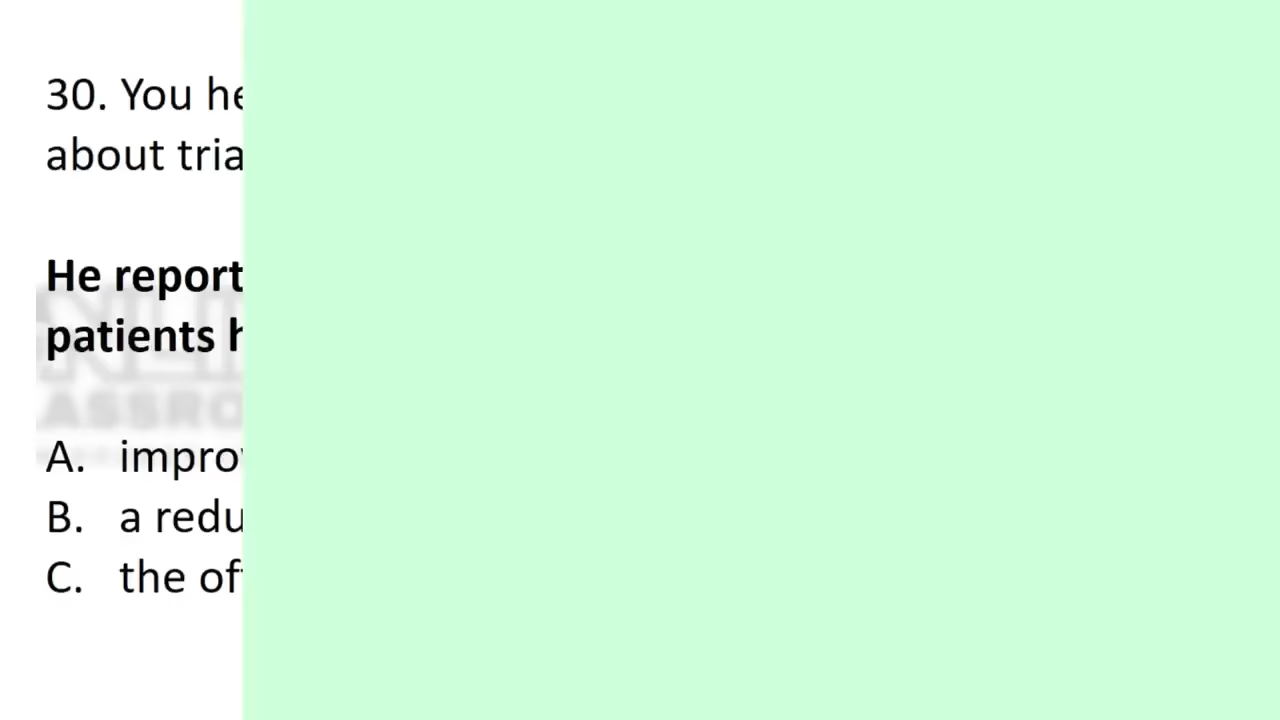 30. You he
about tria
He report
patients h
A. impro
B. a redu
C. the of